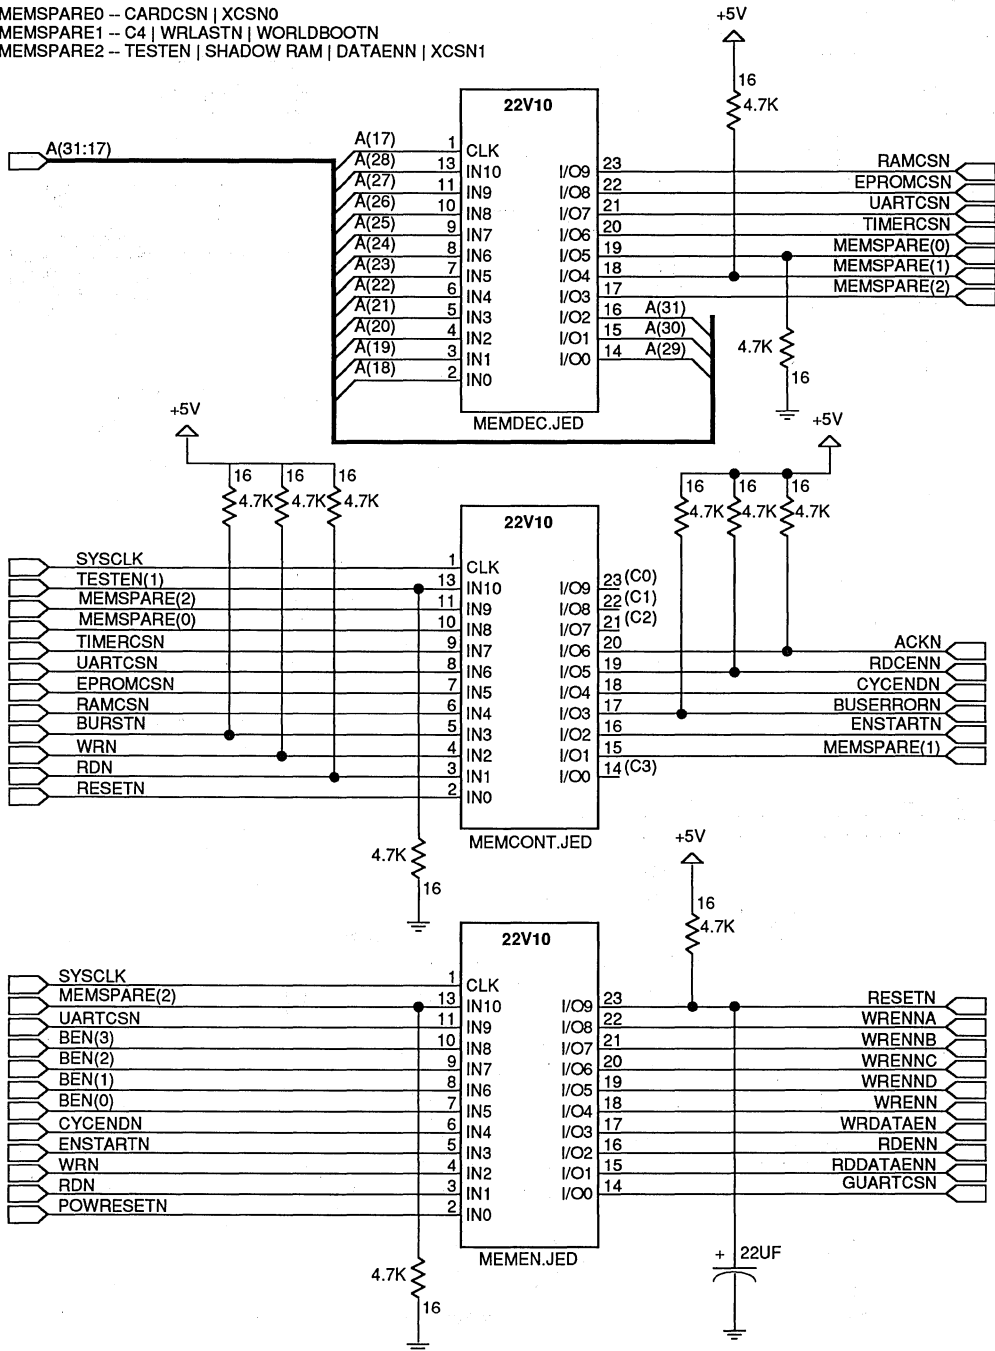 MEMSPARE0 -- CARDCSN | XCSN0
MEMSPARE1 -- C4 | WRLASTN | WORLDBOOTN
MEMSPARE2 -- TESTEN | SHADOW RAM | DATAENN | XCSN1
+5V
16
4.7K
22V10
A(31:17)
A(17) 1 CLK
A(28) 13 IN10 I/O9 23 RAMCSN
A(27) 11 IN9 I/O8 22 EPROMCSN
A(26) 10 IN8 I/O7 21 UARTCSN
A(25) 9 IN7 I/O6 20 TIMERCSN
A(24) 8 IN6 I/O5 19 MEMSPARE(0)
A(23) 7 IN5 I/O4 18 MEMSPARE(1)
A(22) 6 IN4 I/O3 17 MEMSPARE(2)
A(21) 5 IN3 I/O2 16 A(31)
A(20) 4 IN2 I/O1 15 A(30)
A(19) 3 IN1 I/O0 14 A(29)
A(18) 2 IN0
4.7K
16
MEMDEC.JED
+5V
+5V
16 16 16
4.7K 4.7K 4.7K
16 16 16
4.7K 4.7K 4.7K
22V10
SYSCLK 1 CLK
TESTEN(1) 13 IN10 I/O9 23 (C0)
MEMSPARE(2) 11 IN9 I/O8 22 (C1)
MEMSPARE(0) 10 IN8 I/O7 21 (C2)
TIMERCSN 9 IN7 I/O6 20 ACKN
UARTCSN 8 IN6 I/O5 19 RDCENN
EPROMCSN 7 IN5 I/O4 18 CYCENDN
RAMCSN 6 IN4 I/O3 17 BUSERRORN
BURSTN 5 IN3 I/O2 16 ENSTARTN
WRN 4 IN2 I/O1 15 MEMSPARE(1)
RDN 3 IN1 I/O0 14 (C3)
RESETN 2 IN0
MEMCONT.JED
4.7K
16
+5V
16
4.7K
22V10
SYSCLK 1 CLK
MEMSPARE(2) 13 IN10 I/O9 23 RESETN
UARTCSN 11 IN9 I/O8 22 WRENNA
BEN(3) 10 IN8 I/O7 21 WRENNB
BEN(2) 9 IN7 I/O6 20 WRENNC
BEN(1) 8 IN6 I/O5 19 WRENND
BEN(0) 7 IN5 I/O4 18 WRENN
CYCENDN 6 IN4 I/O3 17 WRDATAEN
ENSTARTN 5 IN3 I/O2 16 RDENN
WRN 4 IN2 I/O1 15 RDDATAENN
RDN 3 IN1 I/O0 14 GUARTCSN
POWRESETN 2 IN0
MEMEN.JED
4.7K
16
+ 22UF